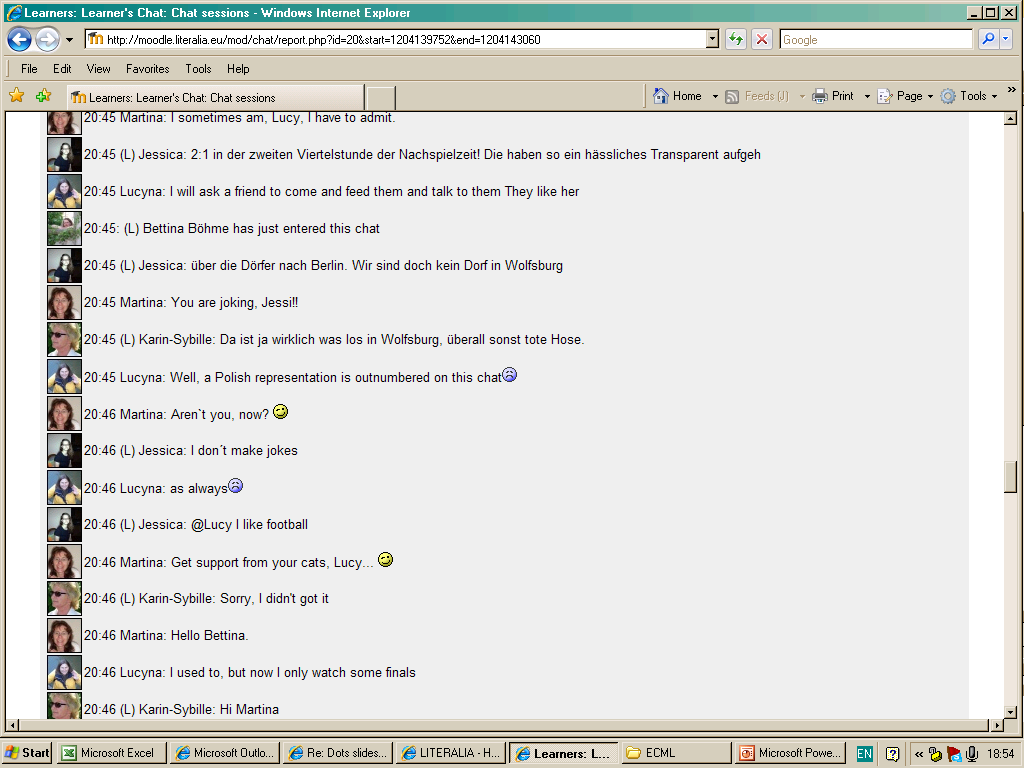 Learners: Learner's Chat: Chat sessions - Windows Internet Explorer
http://moodle.literalia.eu/mod/chat/report.php?id=20&start=1204139752&end=1204143060
Google
File Edit View Favorites Tools Help
Learners: Learner's Chat: Chat sessions
Home Feeds (J) Print Page Tools »
20:45 Martina: I sometimes am, Lucy, I have to admit.
20:45 (L) Jessica: 2:1 in der zweiten Viertelstunde der Nachspielzeit! Die haben so ein hässliches Transparent aufgeh
20:45 Lucyna: I will ask a friend to come and feed them and talk to them They like her
20:45: (L) Bettina Böhme has just entered this chat
20:45 (L) Jessica: über die Dörfer nach Berlin. Wir sind doch kein Dorf in Wolfsburg
20:45 Martina: You are joking, Jessi!!
20:45 (L) Karin-Sybille: Da ist ja wirklich was los in Wolfsburg, überall sonst tote Hose.
20:45 Lucyna: Well, a Polish representation is outnumbered on this chat
20:46 Martina: Aren`t you, now?
20:46 (L) Jessica: I don´t make jokes
20:46 Lucyna: as always
20:46 (L) Jessica: @Lucy I like football
20:46 Martina: Get support from your cats, Lucy...
20:46 (L) Karin-Sybille: Sorry, I didn't got it
20:46 Martina: Hello Bettina.
20:46 Lucyna: I used to, but now I only watch some finals
20:46 (L) Karin-Sybille: Hi Martina
Start Microsoft Excel Microsoft Outlo... Re: Dots slides... LITERALIA - H... Learners: L... ECML Microsoft Powe... EN « 18:54